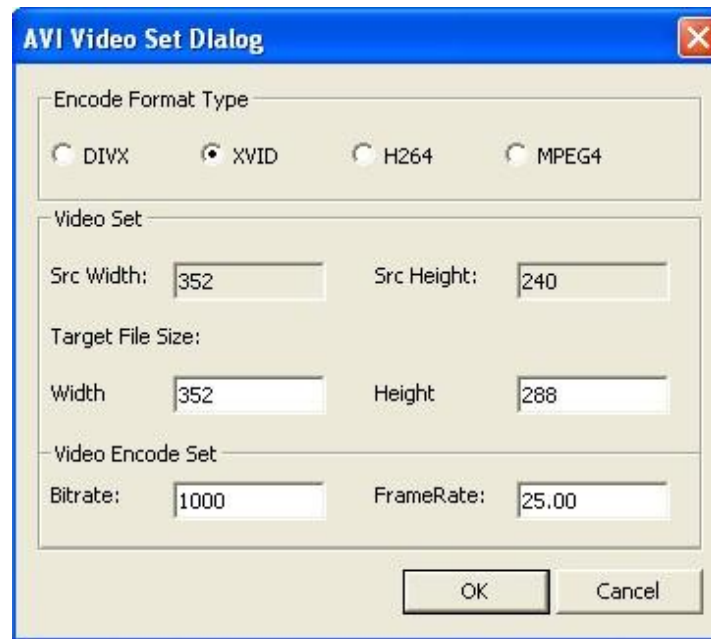 AVI Video Set DIalog
Encode Format Type
DIVX XVID H264 MPEG4
Video Set
Src Width: 352 Src Height: 240
Target File Size:
Width 352 Height 288
Video Encode Set
Bitrate: 1000 FrameRate: 25.00
OK Cancel